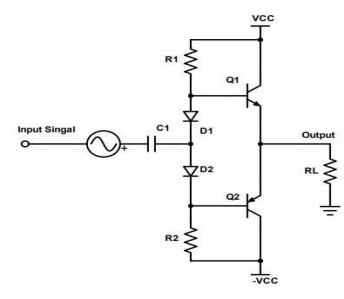 VCC
R1
Q1
Input Singal
C1
D1
Output
+
D2
RL
Q2
R2
-VCC